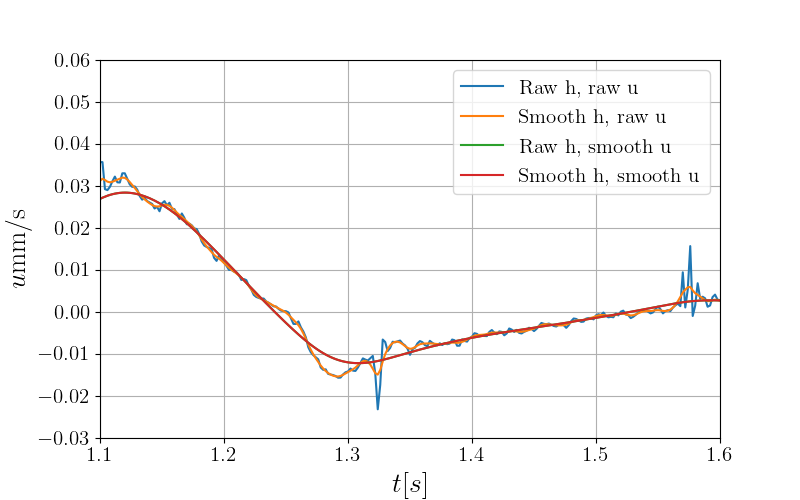 0.06
0.05
0.04
0.03
0.02
0.01
0.00
−0.01
−0.02
−0.03
umm/s
Raw h, raw u
Smooth h, raw u
Raw h, smooth u
Smooth h, smooth u
1.1 1.2 1.3 1.4 1.5 1.6
t[s]